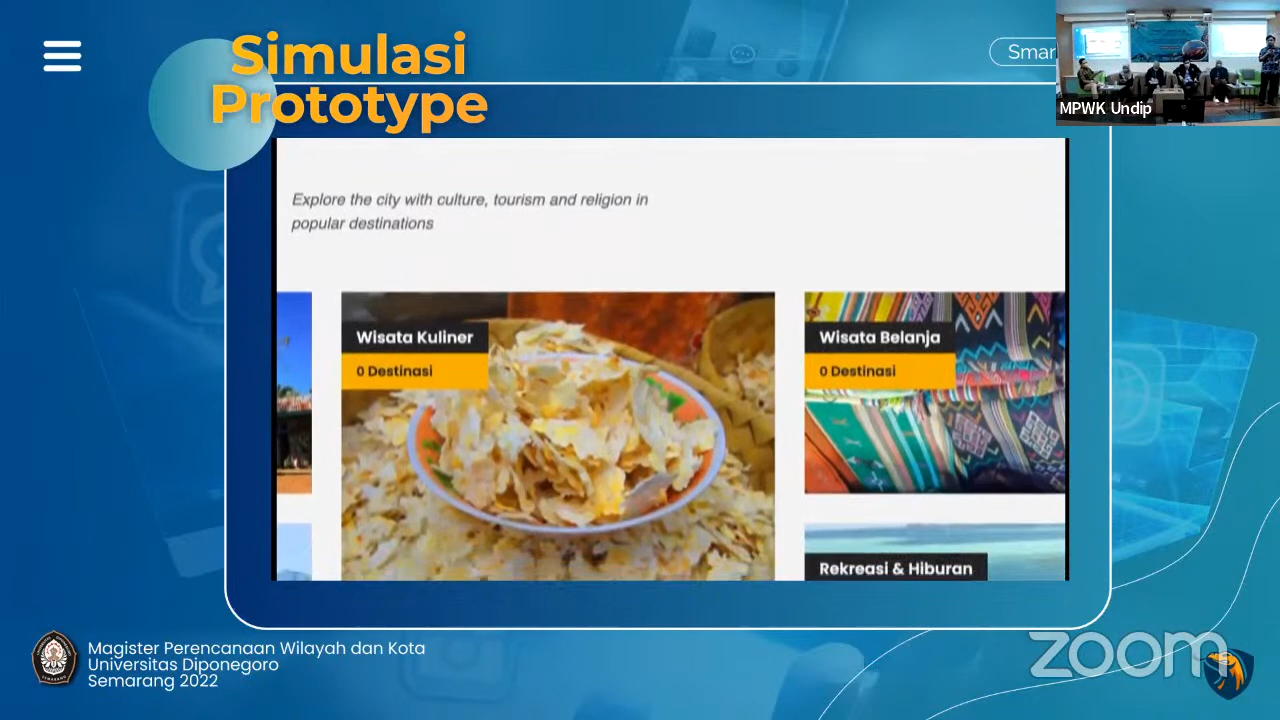 Simulasi
Prototype
Smar
MPWK Undip
Explore the city with culture, tourism and religion in
popular destinations
Wisata Kuliner
0 Destinasi
Wisata Belanja
0 Destinasi
Rekreasi & Hiburan
Magister Perencanaan Wilayah dan Kota
Universitas Diponegoro
Semarang 2022
zoom